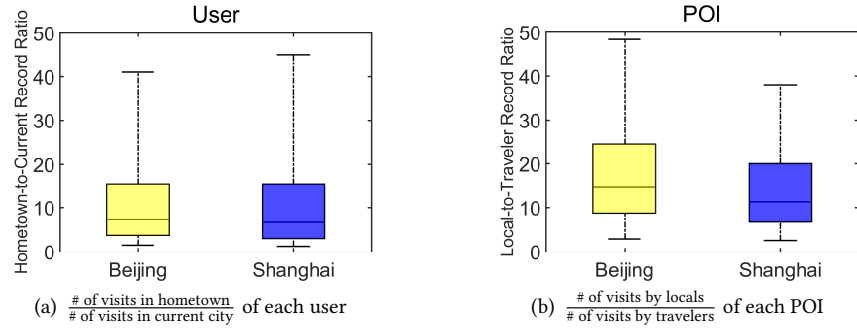 User
Hometown-to-Current Record Ratio
50
40
30
20
10
0
Beijing
Shanghai
(a) # of visits in hometown / # of visits in current city of each user
POI
Local-to-Traveler Record Ratio
50
40
30
20
10
0
Beijing
Shanghai
(b) # of visits by locals / # of visits by travelers of each POI